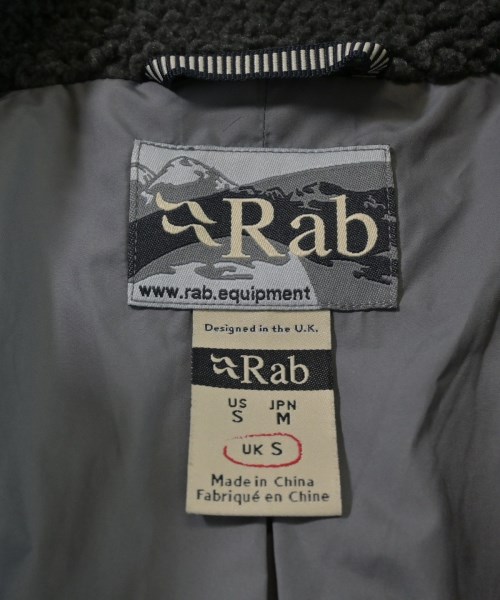 Rab
www.rab.equipment
Designed in the U.K.
Rab
US JPN
S M
UK S
Made in China
Fabriqué en Chine